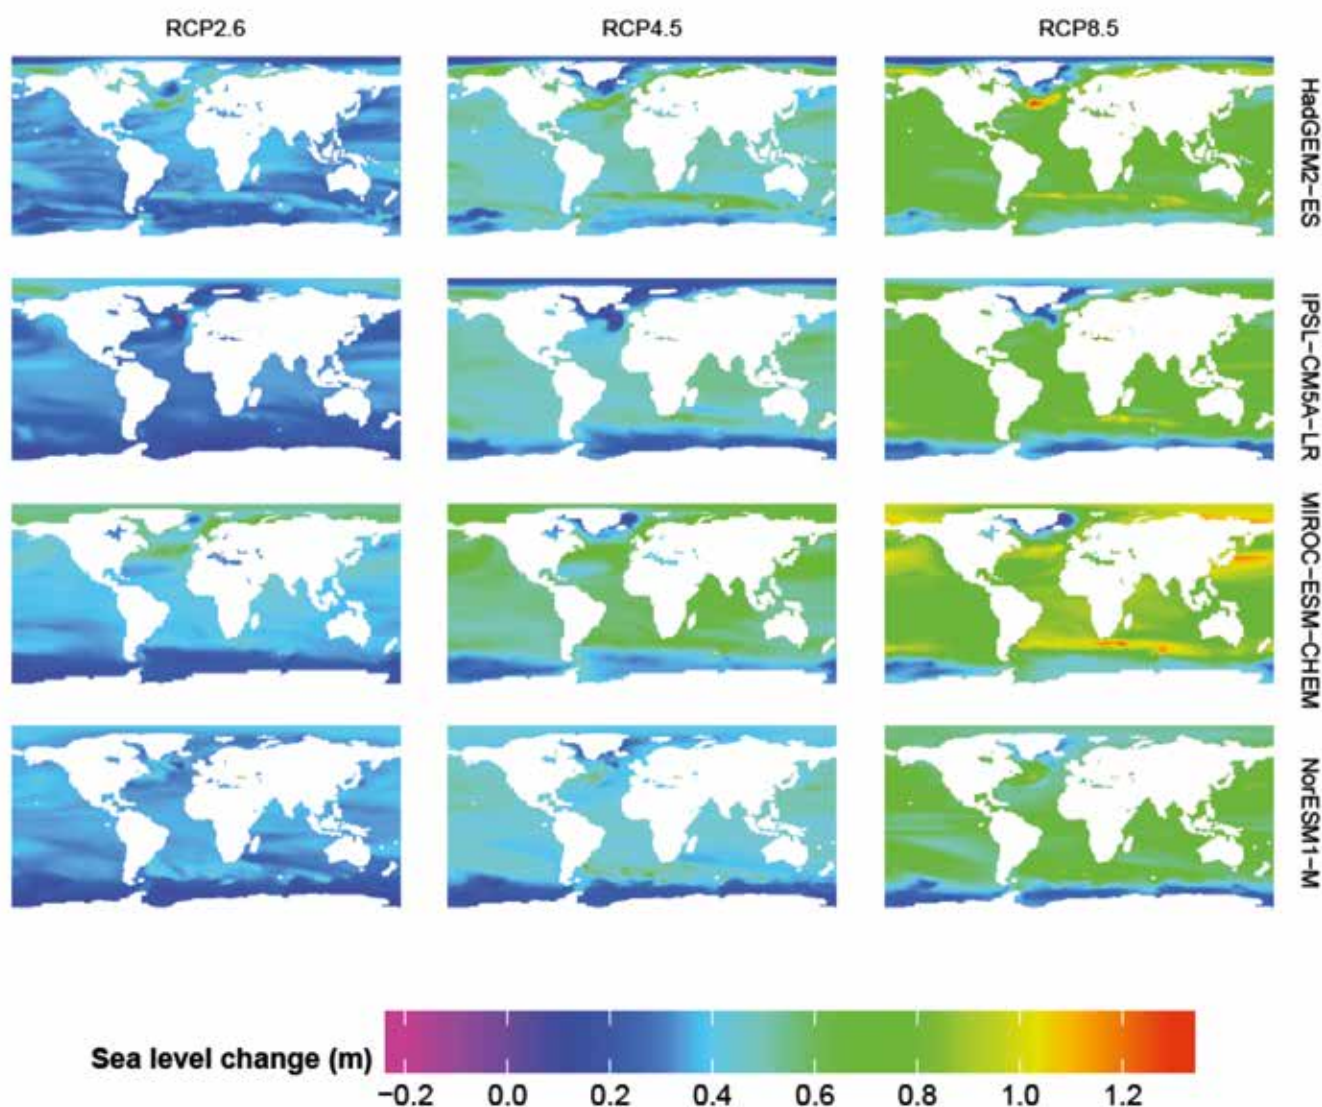 RCP2.6
RCP4.5
RCP8.5
HadGEM2-ES
IPSL-CM5A-LR
MIROC-ESM-CHEM
NorESM1-M
Sea level change (m)
−0.2 0.0 0.2 0.4 0.6 0.8 1.0 1.2